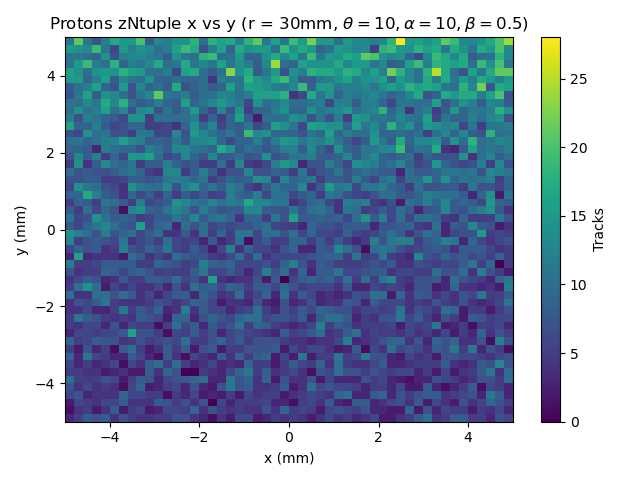 Protons zNtuple x vs y (r = 30mm, θ = 10, α = 10, β = 0.5)
4
2
0
−2
−4
y (mm)
−4 −2 0 2 4
x (mm)
25
20
15
10
5
0
Tracks